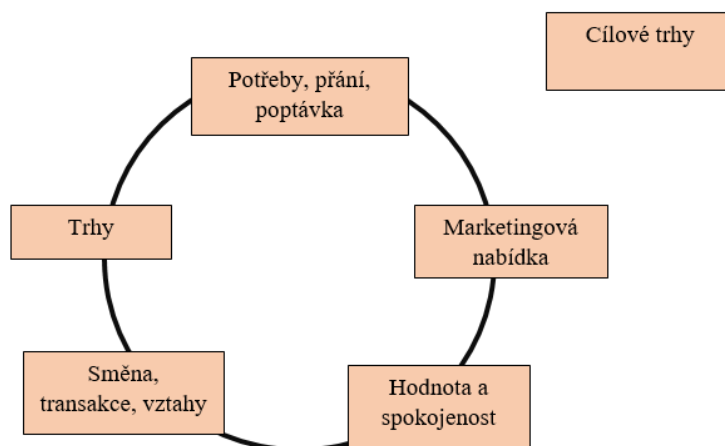 Cílové trhy
Potřeby, přání,
poptávka
Trhy
Marketingová
nabídka
Směna,
transakce, vztahy
Hodnota a
spokojenost